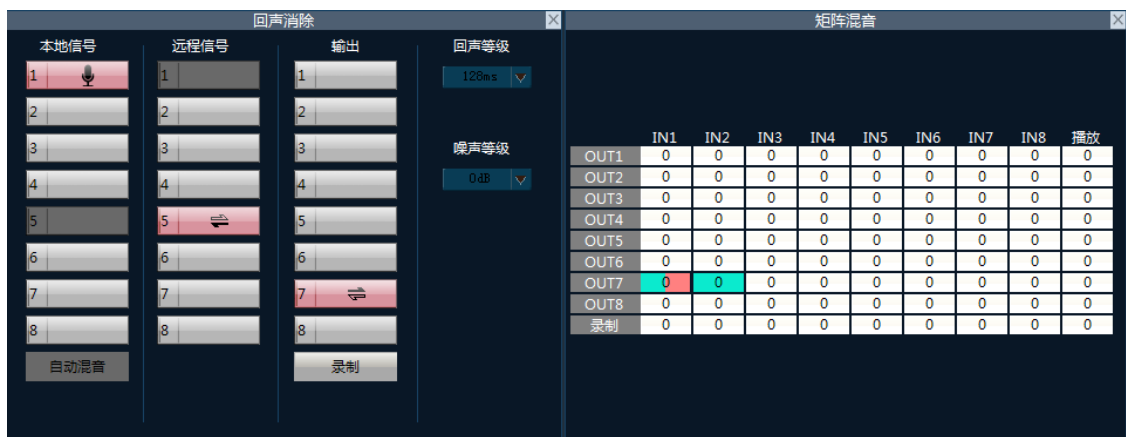 回声消除
本地信号 远程信号 输出 回声等级
1 1 1 128ms
2 2 2
3 3 3 噪声等级
4 4 4 0dB
5 5 5
6 6 6
7 7 7
8 8 8
自动混音 录制
矩阵混音
IN1 IN2 IN3 IN4 IN5 IN6 IN7 IN8 播放
OUT1 0 0 0 0 0 0 0 0 0
OUT2 0 0 0 0 0 0 0 0 0
OUT3 0 0 0 0 0 0 0 0 0
OUT4 0 0 0 0 0 0 0 0 0
OUT5 0 0 0 0 0 0 0 0 0
OUT6 0 0 0 0 0 0 0 0 0
OUT7 0 0 0 0 0 0 0 0 0
OUT8 0 0 0 0 0 0 0 0 0
录制 0 0 0 0 0 0 0 0 0